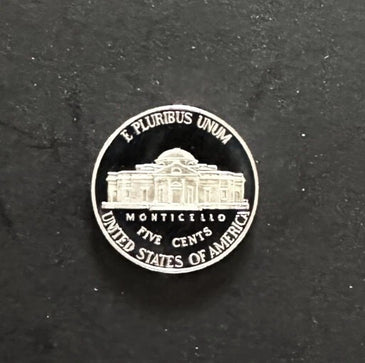 E PLURIBUS UNUM
MONTICELLO
FIVE CENTS
UNITED STATES OF AMERICA